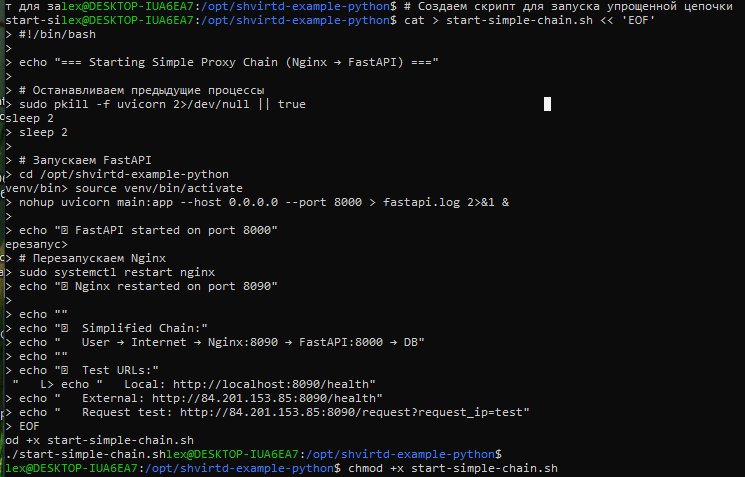 т для заlex@DESKTOP-IUA6EA7:/opt/shvirtd-example-python$ # Создаем скрипт для запуска упрощенной цепочки
start-silex@DESKTOP-IUA6EA7:/opt/shvirtd-example-python$ cat > start-simple-chain.sh << 'EOF'
> #!/bin/bash
>
> echo "=== Starting Simple Proxy Chain (Nginx → FastAPI) ==="
>
> # Останавливаем предыдущие процессы
> sudo pkill -f uvicorn 2>/dev/null || true
sleep 2
> sleep 2
>
> # Запускаем FastAPI
> cd /opt/shvirtd-example-python
venv/bin> source venv/bin/activate
> nohup uvicorn main:app --host 0.0.0.0 --port 8000 > fastapi.log 2>&1 &
>
> echo "FastAPI started on port 8000"
ерезапус>
> # Перезапускаем Nginx
> sudo systemctl restart nginx
> echo "Nginx restarted on port 8090"
>
> echo ""
> echo "Simplified Chain:"
> echo "   User → Internet → Nginx:8090 → FastAPI:8000 → DB"
> echo ""
> echo "Test URLs:"
"   L> echo "   Local: http://localhost:8090/health"
> echo "   External: http://84.201.153.85:8090/health"
> echo "   Request test: http://84.201.153.85:8090/request?request_ip=test"
> EOF
od +x start-simple-chain.sh
./start-simple-chain.shlex@DESKTOP-IUA6EA7:/opt/shvirtd-example-python$
lex@DESKTOP-IUA6EA7:/opt/shvirtd-example-python$ chmod +x start-simple-chain.sh